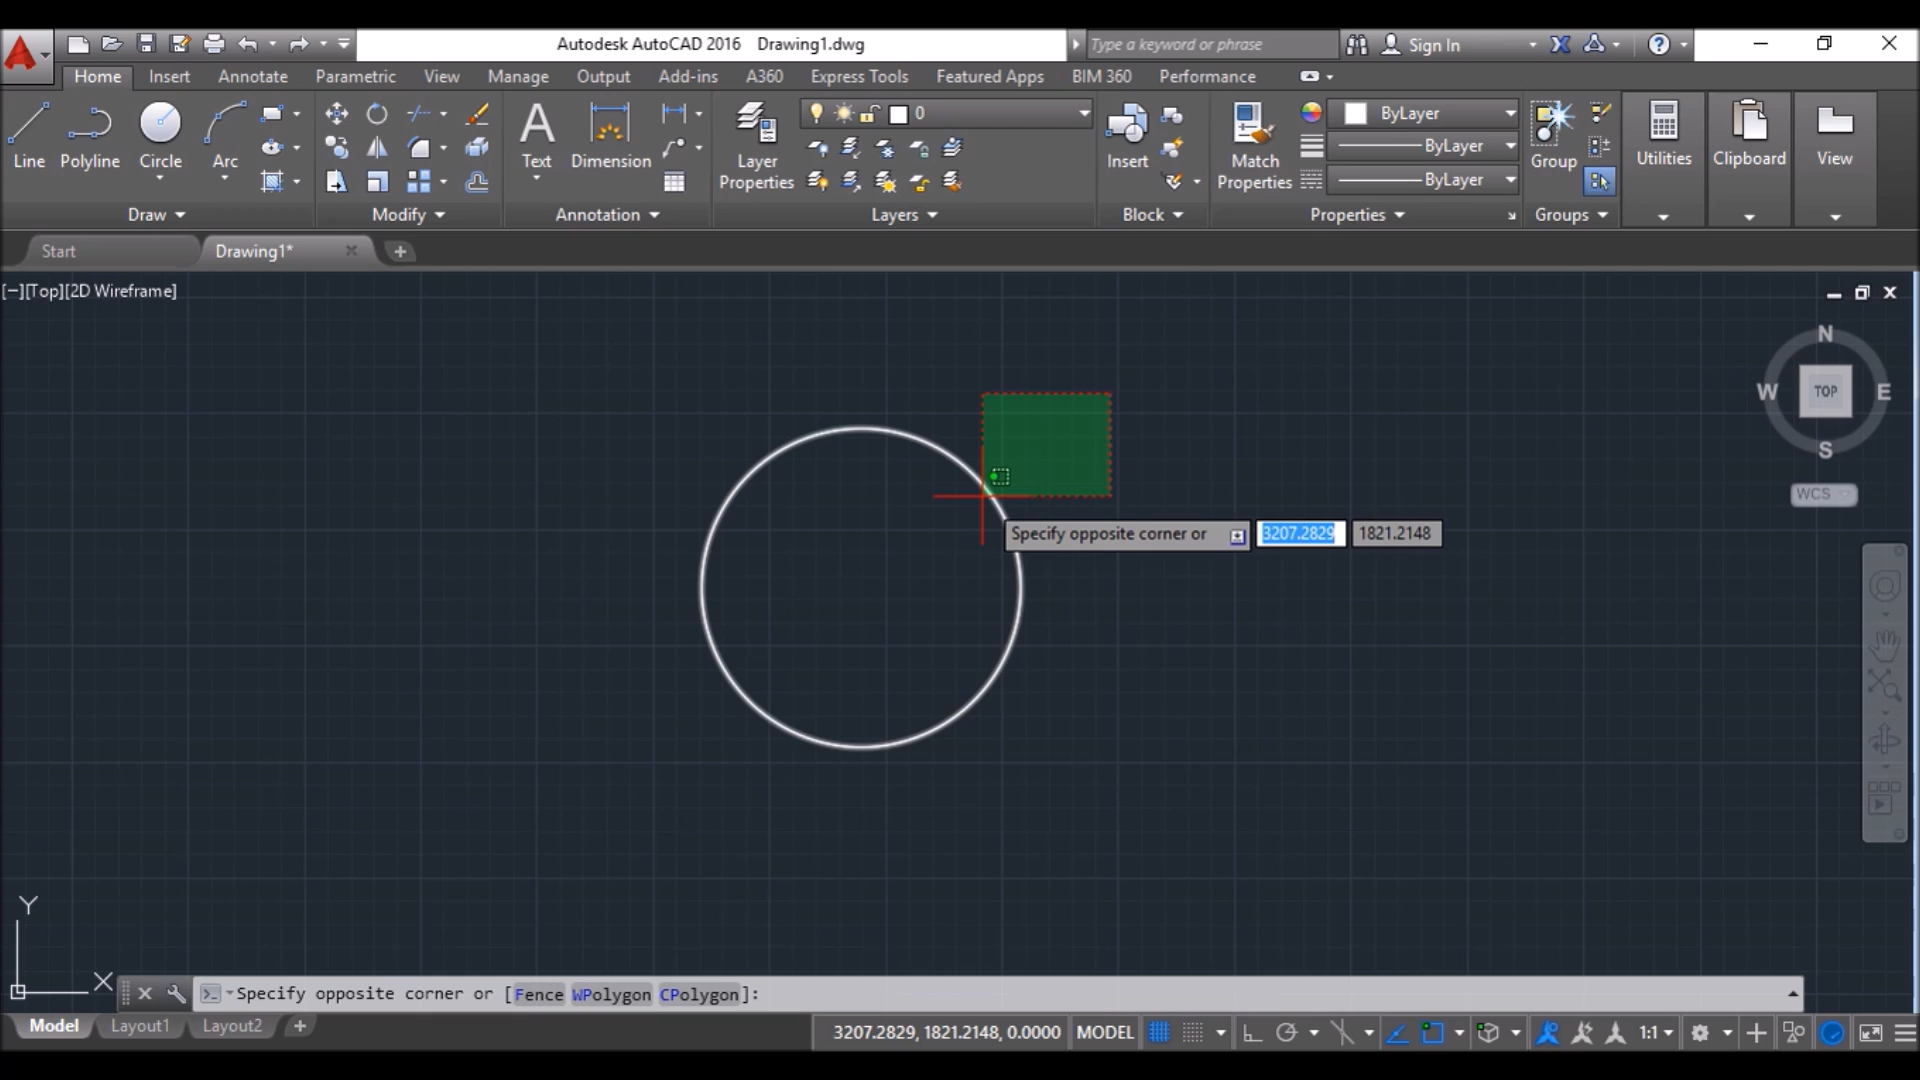 Autodesk AutoCAD 2016 Drawing1.dwg
Type a keyword or phrase
Sign In
Home Insert Annotate Parametric View Manage Output Add-ins A360 Express Tools Featured Apps BIM 360 Performance
0
ByLayer
ByLayer
ByLayer
Line Polyline Circle Arc
Text Dimension
Layer Properties
Insert
Match Properties
Group
Utilities
Clipboard
View
Draw Modify Annotation Layers Block Properties Groups
Start Drawing1*
[−][Top][2D Wireframe]
N
W TOP E
S
WCS
Specify opposite corner or 3207.2829 1821.2148
Y
X
Specify opposite corner or [Fence WPolygon CPolygon]:
Model Layout1 Layout2
3207.2829, 1821.2148, 0.0000 MODEL 1:1